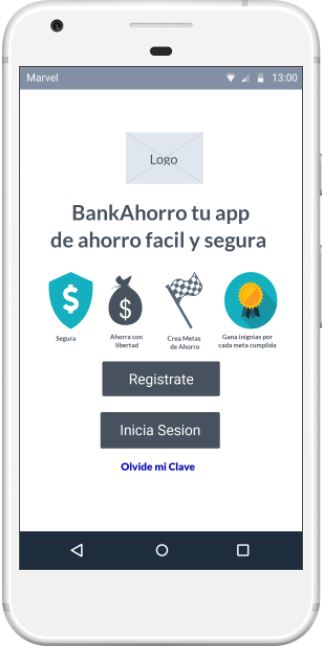 Marvel 13:00
Logo
BankAhorro tu app
de ahorro facil y segura
$ $
Segura
Ahorra con
libertad
Crea Metas
de Ahorro
Gana inignias por
cada meta cumplida
Registrate
Inicia Sesion
Olvide mi Clave